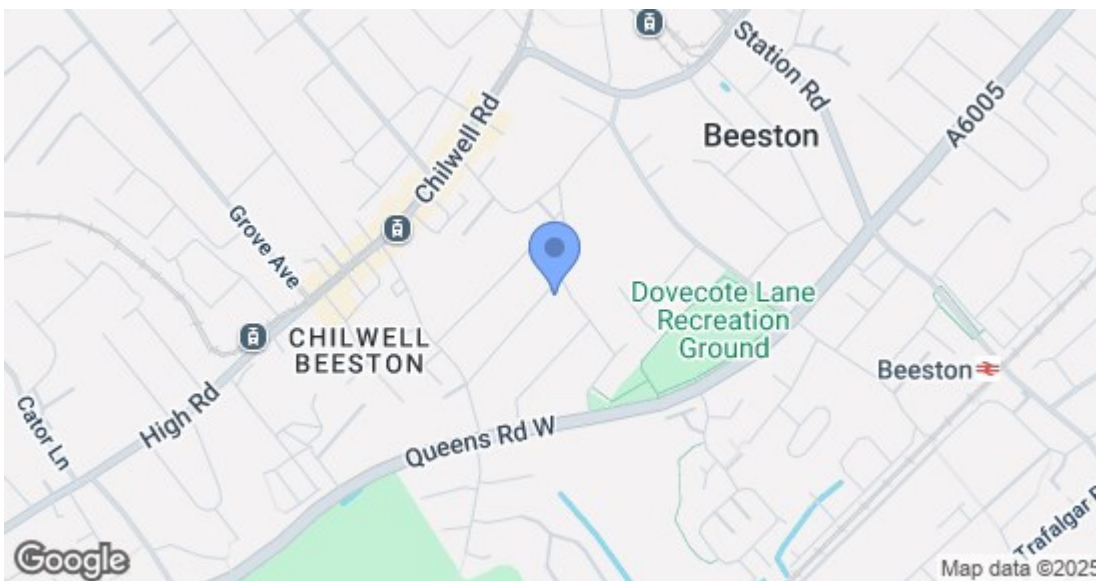 Station Rd
Beeston
A6005
Chilwell Rd
Grove Ave
CHILWELL
BEESTON
Dovecote Lane
Recreation
Ground
Beeston
High Rd
Queens Rd W
Cator Ln
Trafalgar R
Google
Map data ©2025